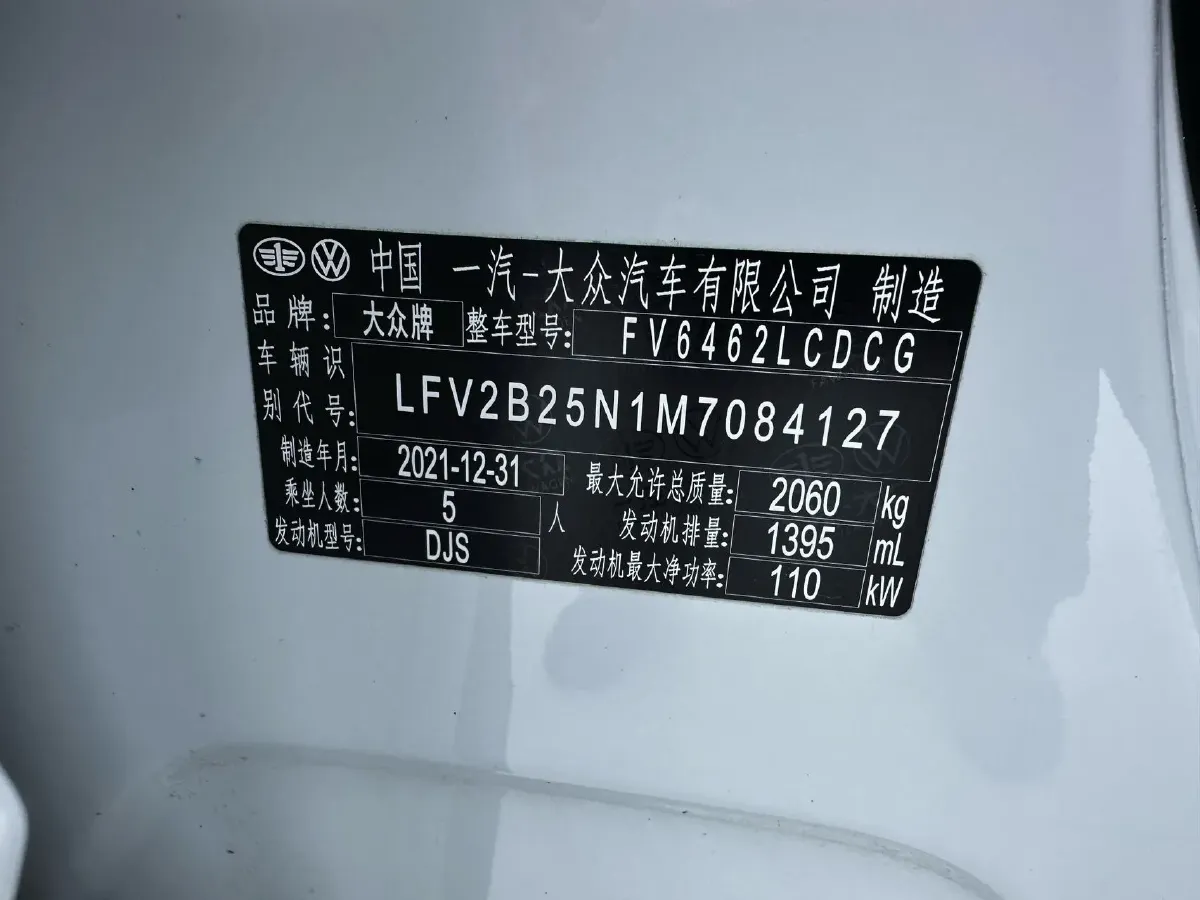 中国 一汽-大众汽车有限公司 制造
品牌: 大众牌 整车型号: FV6462LCDCG
车辆识别代号: LFV2B25N1M7084127
制造年月: 2021-12-31 最大允许总质量: 2060 kg
乘坐人数: 5 人 发动机排量: 1395 mL
发动机型号: DJS 发动机最大净功率: 110 kW